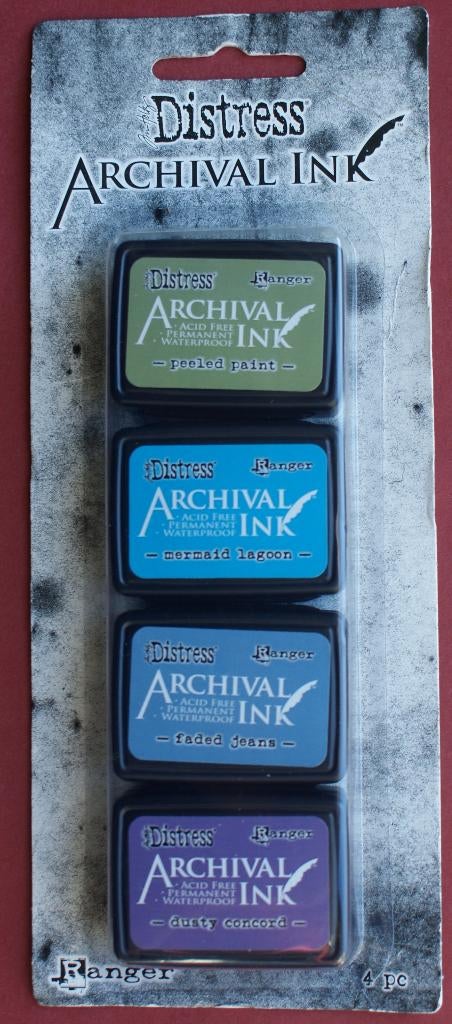 Distress
ARCHIVAL INK™
Distress Ranger
ARCHIVAL
· ACID FREE
· PERMANENT
· WATERPROOF
INK
— peeled paint —
Distress Ranger
ARCHIVAL
· ACID FREE
· PERMANENT
· WATERPROOF
INK
— mermaid lagoon —
Distress Ranger
ARCHIVAL
· ACID FREE
· PERMANENT
· WATERPROOF
INK
— faded jeans —
Distress Ranger
ARCHIVAL
· ACID FREE
· PERMANENT
· WATERPROOF
INK
— dusty concord —
Ranger 4 pc